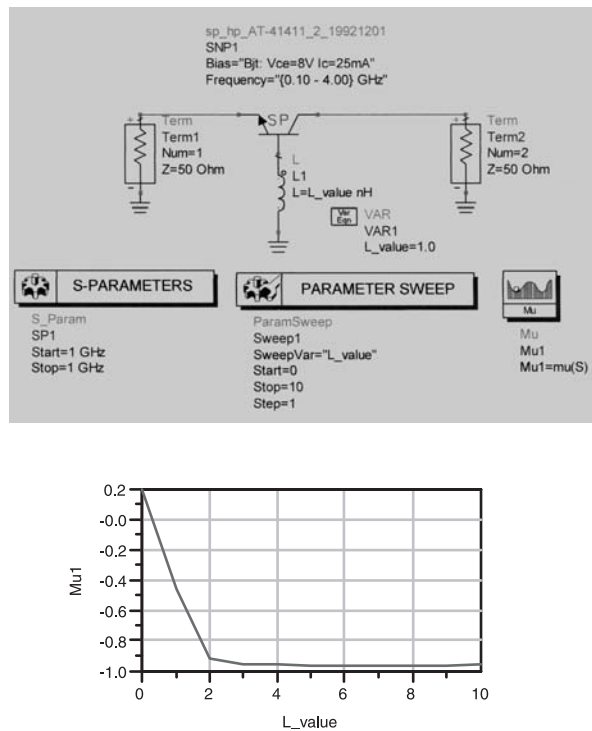 sp_hp_AT-41411_2_19921201
SNP1
Bias="Bjt: Vce=8V Ic=25mA"
Frequency="{0.10 - 4.00} GHz"
SP
+
Term
Term1
Num=1
Z=50 Ohm
-
L
L1
L=L_value nH
+
Term
Term2
Num=2
Z=50 Ohm
-
Var
Eqn
VAR
VAR1
L_value=1.0
S-PARAMETERS
S_Param
SP1
Start=1 GHz
Stop=1 GHz
PARAMETER SWEEP
ParamSweep
Sweep1
SweepVar="L_value"
Start=0
Stop=10
Step=1
Mu
Mu
Mu1
Mu1=mu(S)
0.2
-0.0
-0.2
-0.4
-0.6
-0.8
-1.0
Mu1
0 2 4 6 8 10
L_value